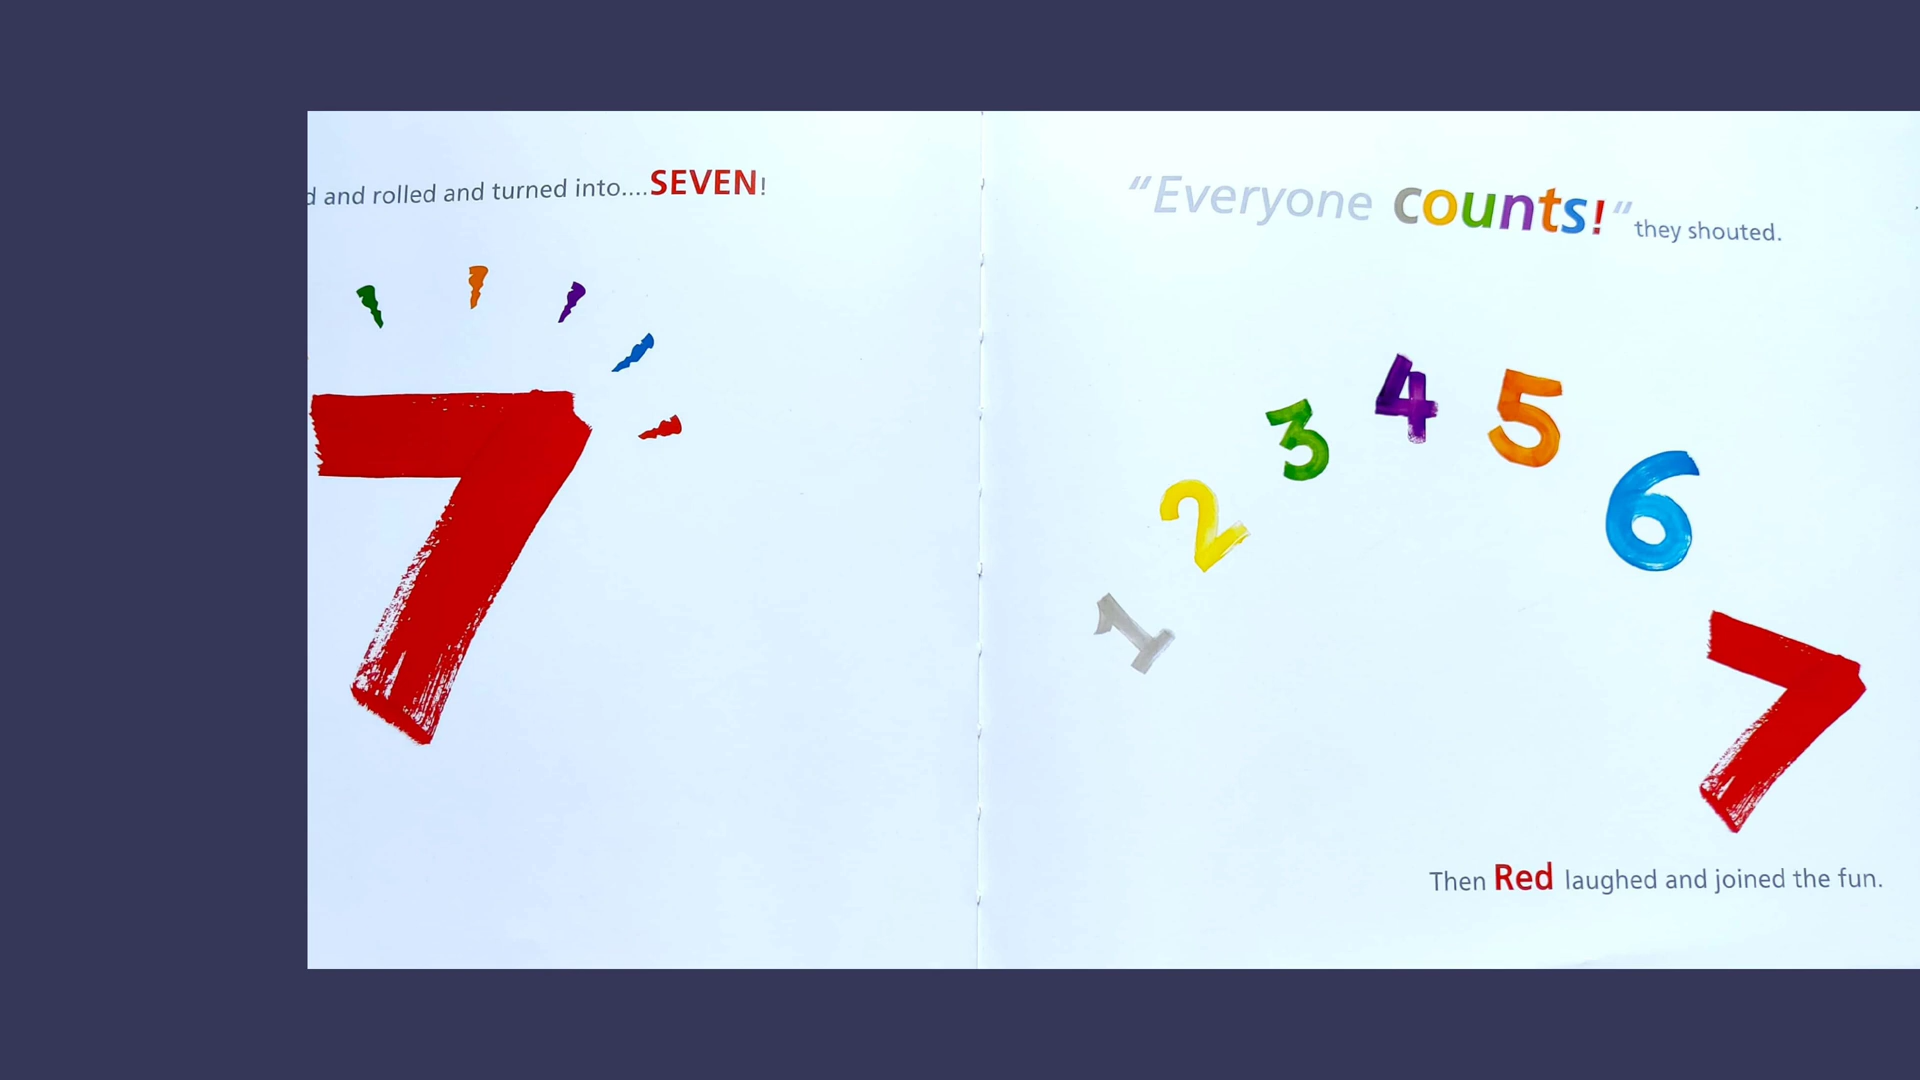 and rolled and turned into....SEVEN!
7
"Everyone counts!" they shouted.
1 2 3 4 5 6 7
Then Red laughed and joined the fun.